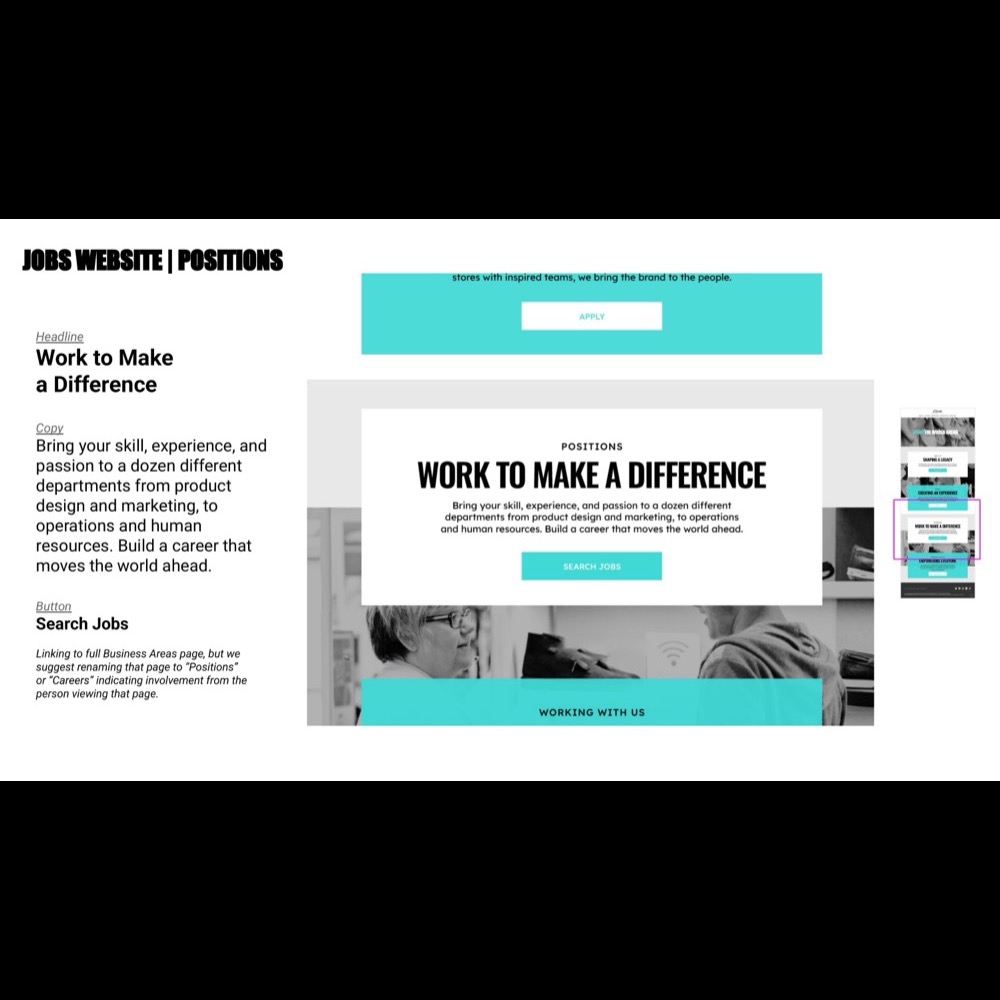 JOBS WEBSITE | POSITIONS
Headline
Work to Make
a Difference
Copy
Bring your skill, experience, and
passion to a dozen different
departments from product
design and marketing, to
operations and human
resources. Build a career that
moves the world ahead.
Button
Search Jobs
Linking to full Business Areas page, but we
suggest renaming that page to “Positions”
or “Careers” indicating involvement from the
person viewing that page.
stores with inspired teams, we bring the brand to the people.
APPLY
POSITIONS
WORK TO MAKE A DIFFERENCE
Bring your skill, experience, and passion to a dozen different
departments from product design and marketing, to operations
and human resources. Build a career that moves the world ahead.
SEARCH JOBS
WORKING WITH US
SHAPING A LEGACY
CREATING AN EXPERIENCE
WORK TO MAKE A DIFFERENCE